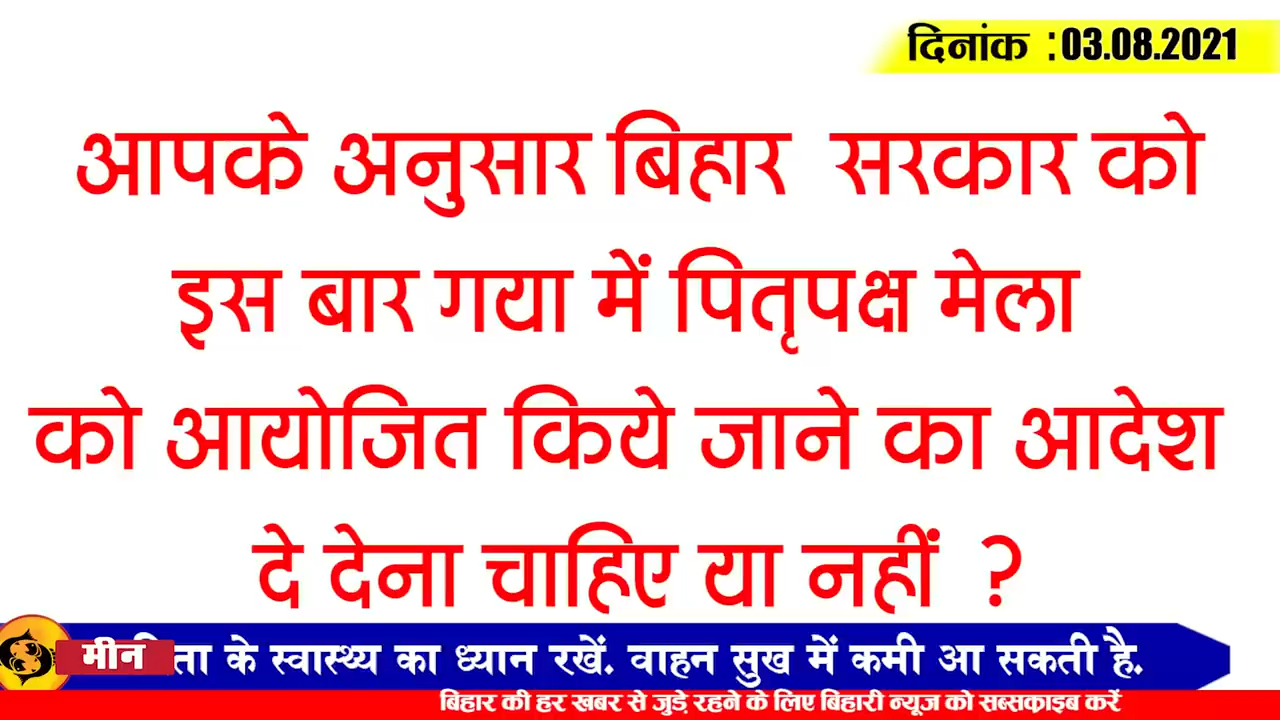 दिनांक :03.08.2021
आपके अनुसार बिहार सरकार को
इस बार गया में पितृपक्ष मेला
को आयोजित किये जाने का आदेश
दे देना चाहिए या नहीं ?
मीन के स्वास्थ्य का ध्यान रखें. वाहन सुख में कमी आ सकती है.
बिहार की हर खबर से जुड़े रहने के लिए बिहारी न्यूज को सब्सक्राइब करें